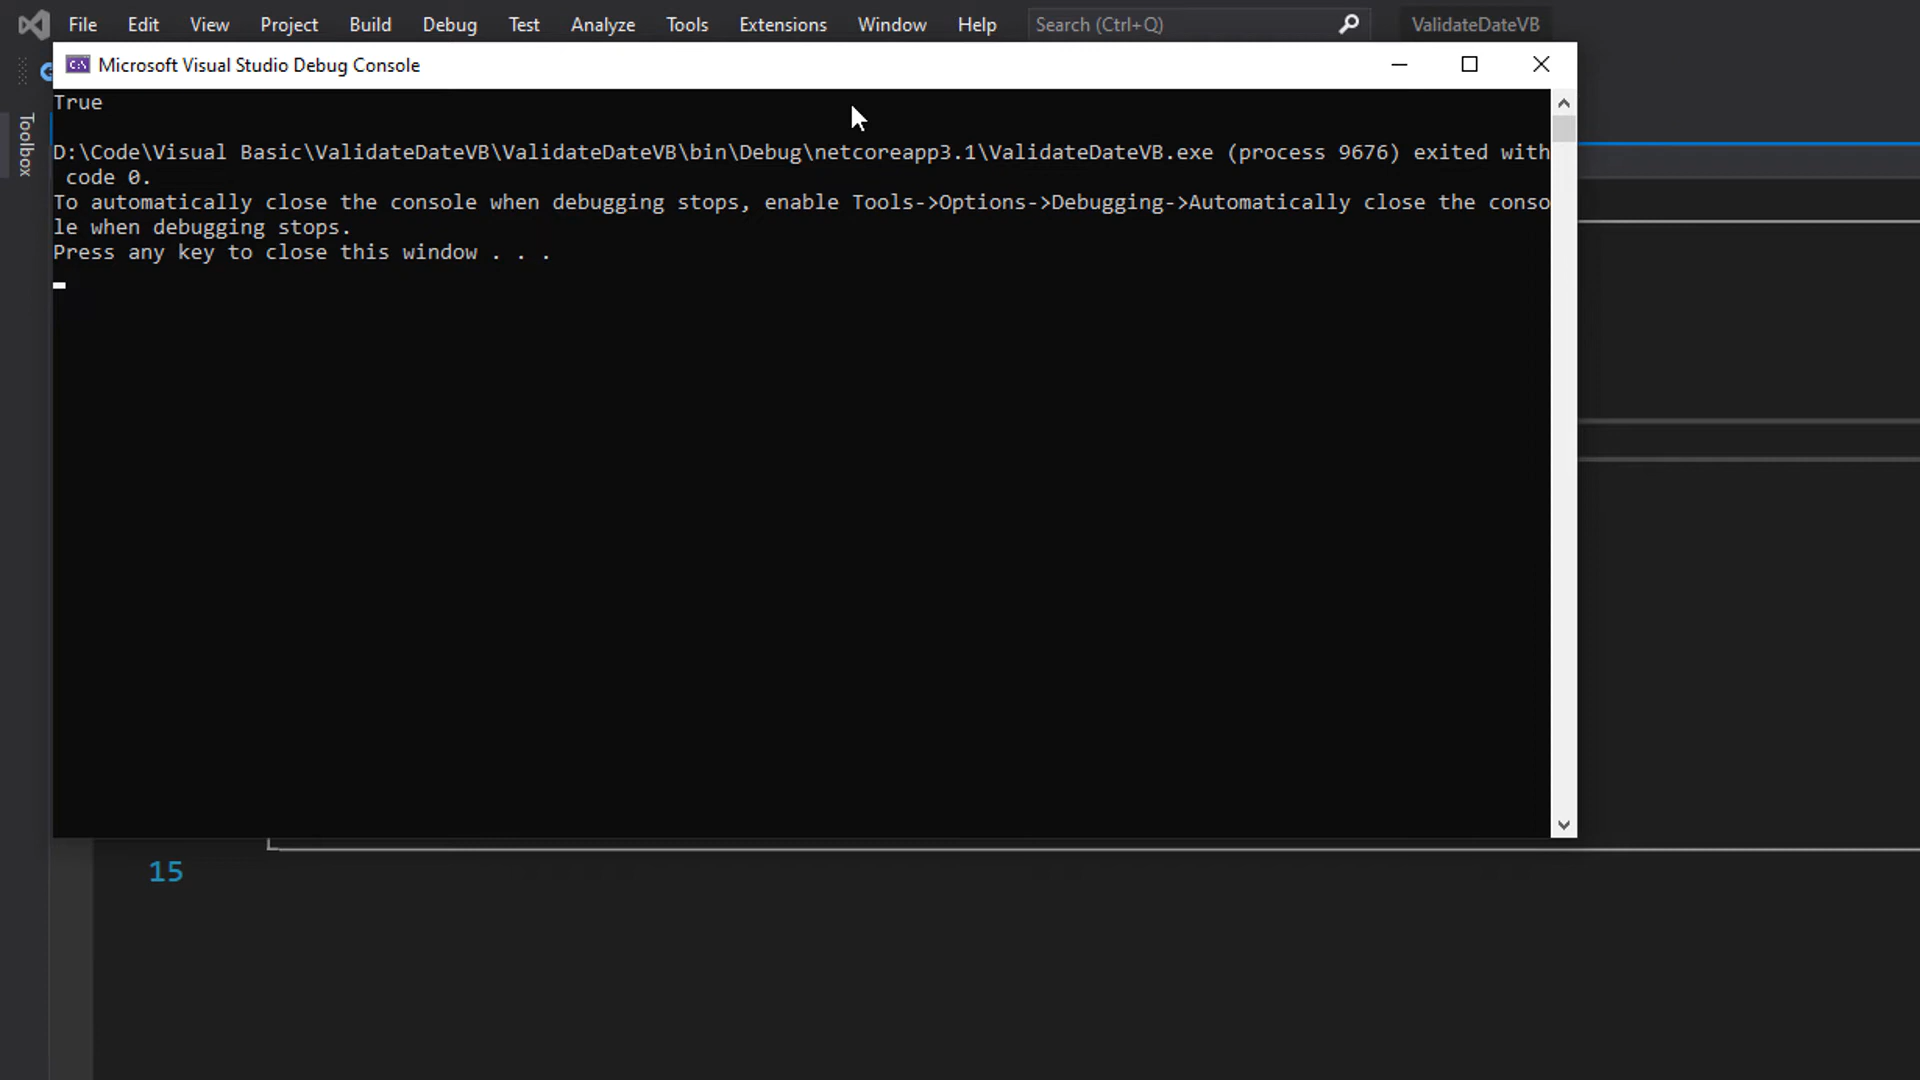 File Edit View Project Build Debug Test Analyze Tools Extensions Window Help Search (Ctrl+Q) ValidateDateVB
Microsoft Visual Studio Debug Console
Toolbox
True
D:\Code\Visual Basic\ValidateDateVB\ValidateDateVB\bin\Debug\netcoreapp3.1\ValidateDateVB.exe (process 9676) exited with
code 0.
To automatically close the console when debugging stops, enable Tools->Options->Debugging->Automatically close the conso
le when debugging stops.
Press any key to close this window . . .
15